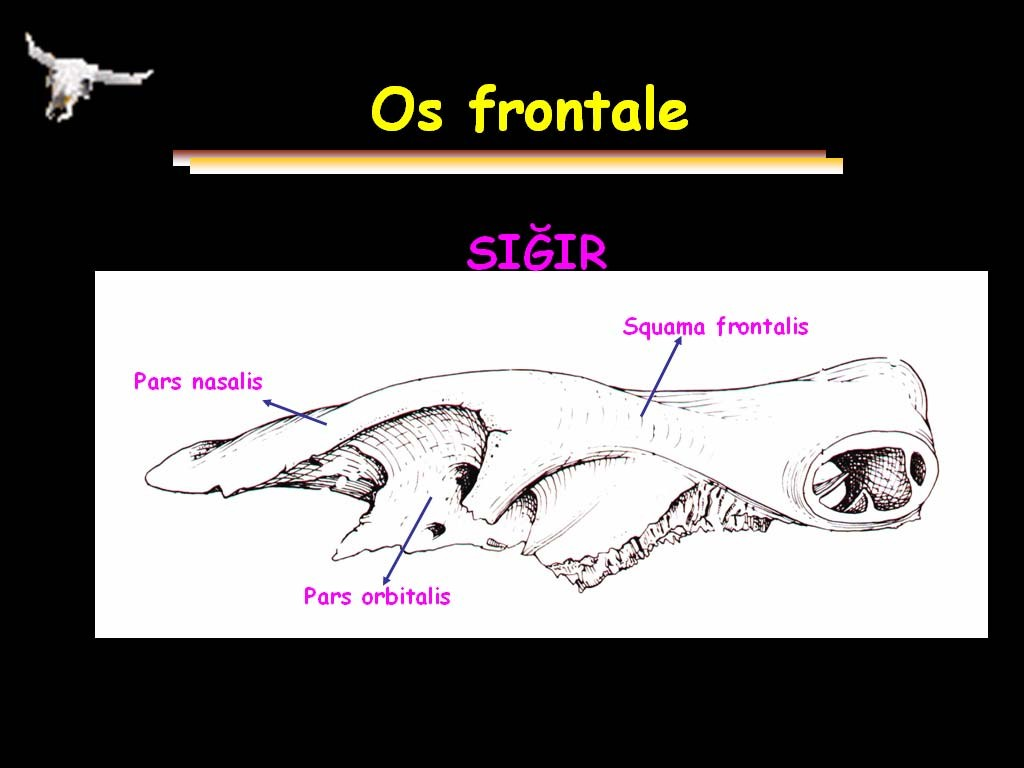 Os frontale
SIĞIR
Squama frontalis
Pars nasalis
Pars orbitalis